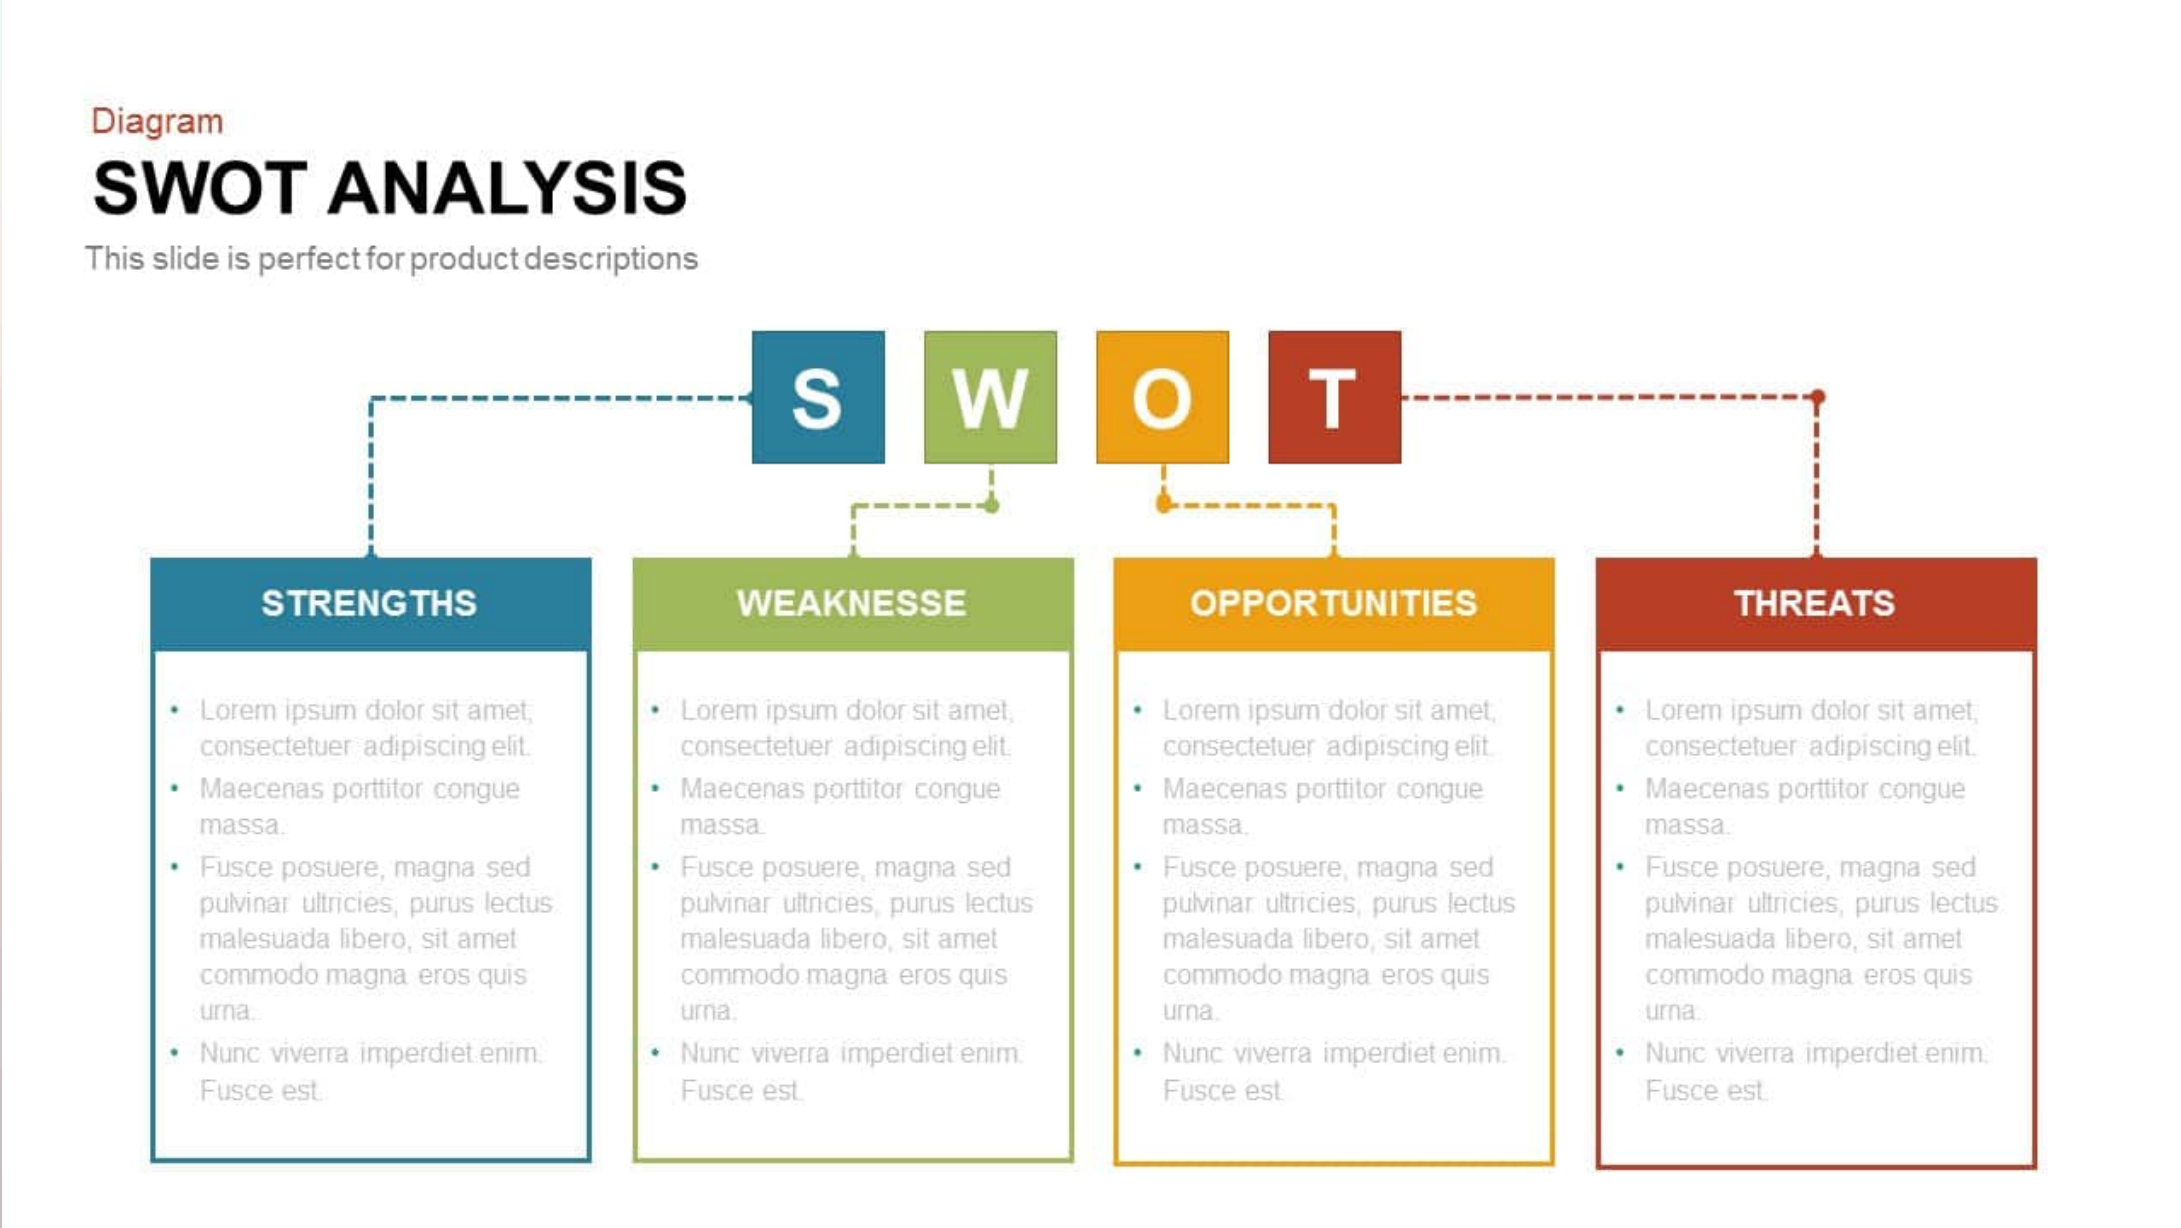 Diagram
SWOT ANALYSIS
This slide is perfect for product descriptions
S W O T
STRENGTHS
• Lorem ipsum dolor sit amet,
consectetuer adipiscing elit.
• Maecenas porttitor congue
massa.
• Fusce posuere, magna sed
pulvinar ultricies, purus lectus
malesuada libero, sit amet
commodo magna eros quis
urna.
• Nunc viverra imperdiet enim.
Fusce est.
WEAKNESSE
• Lorem ipsum dolor sit amet,
consectetuer adipiscing elit.
• Maecenas porttitor congue
massa.
• Fusce posuere, magna sed
pulvinar ultricies, purus lectus
malesuada libero, sit amet
commodo magna eros quis
urna.
• Nunc viverra imperdiet enim.
Fusce est.
OPPORTUNITIES
• Lorem ipsum dolor sit amet,
consectetuer adipiscing elit.
• Maecenas porttitor congue
massa.
• Fusce posuere, magna sed
pulvinar ultricies, purus lectus
malesuada libero, sit amet
commodo magna eros quis
urna.
• Nunc viverra imperdiet enim.
Fusce est.
THREATS
• Lorem ipsum dolor sit amet,
consectetuer adipiscing elit.
• Maecenas porttitor congue
massa.
• Fusce posuere, magna sed
pulvinar ultricies, purus lectus
malesuada libero, sit amet
commodo magna eros quis
urna.
• Nunc viverra imperdiet enim.
Fusce est.